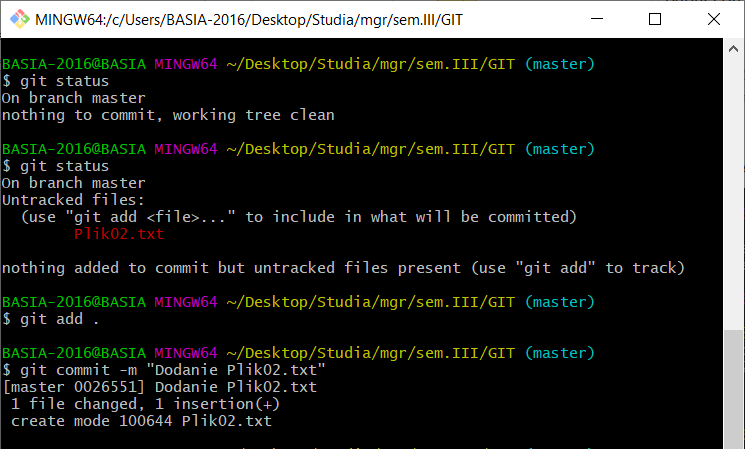 MINGW64:/c/Users/BASIA-2016/Desktop/Studia/mgr/sem.III/GIT
BASIA-2016@BASIA MINGW64 ~/Desktop/Studia/mgr/sem.III/GIT (master)
$ git status
On branch master
nothing to commit, working tree clean
BASIA-2016@BASIA MINGW64 ~/Desktop/Studia/mgr/sem.III/GIT (master)
$ git status
On branch master
Untracked files:
  (use "git add <file>..." to include in what will be committed)
        Plik02.txt
nothing added to commit but untracked files present (use "git add" to track)
BASIA-2016@BASIA MINGW64 ~/Desktop/Studia/mgr/sem.III/GIT (master)
$ git add .
BASIA-2016@BASIA MINGW64 ~/Desktop/Studia/mgr/sem.III/GIT (master)
$ git commit -m "Dodanie Plik02.txt"
[master 0026551] Dodanie Plik02.txt
 1 file changed, 1 insertion(+)
 create mode 100644 Plik02.txt